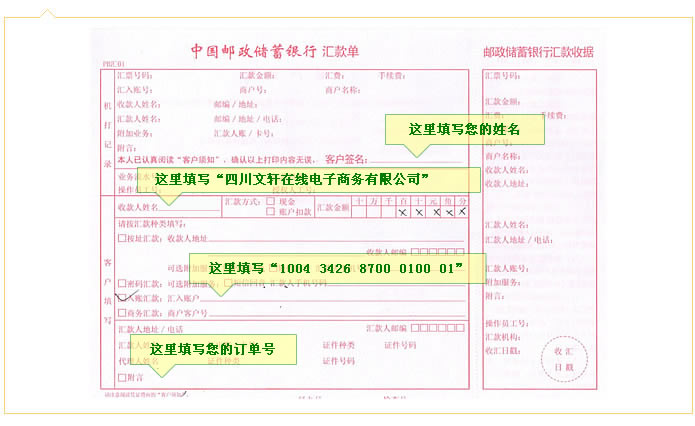 中国邮政储蓄银行 汇款单
邮政储蓄银行汇款收据
汇票号码： 汇款金额： 汇费： 手续费：
汇入账号： 商户号： 商户名称：
收款人姓名： 邮编／地址：
汇款人姓名： 邮编／地址／电话：
附加业务： 汇款人账／卡号：
附言：
本人已认真阅读“客户须知”，确认以上打印内容无误， 客户签名：
机打记录
这里填写您的姓名
这里填写“四川文轩在线电子商务有限公司”
操作员工号：
收款人姓名
汇款方式： 现金
账户扣款
汇款金额 十 万 千 百 十 元 角 分
请按汇款种类填写：
按址汇款： 收款人地址
收款人邮编
这里填写“1004 3426 8700 0100 01”
密码汇款：
入账汇款： 汇入账户
商务汇款： 商户客户号
客户填写
汇款人地址／电话 汇款人邮编
证件种类 证件号码
这里填写您的订单号
证件种类 证件号码
附言
汇票号码：
汇款金额：
汇费： 手续费：
商户号：
商户名称：
收款人姓名：
收款人地址：
汇款人姓名：
汇款人地址／电话：
汇入账号：
附加服务：
附言：
操作员工号：
汇款机构：
收汇日戳：
收汇
日戳